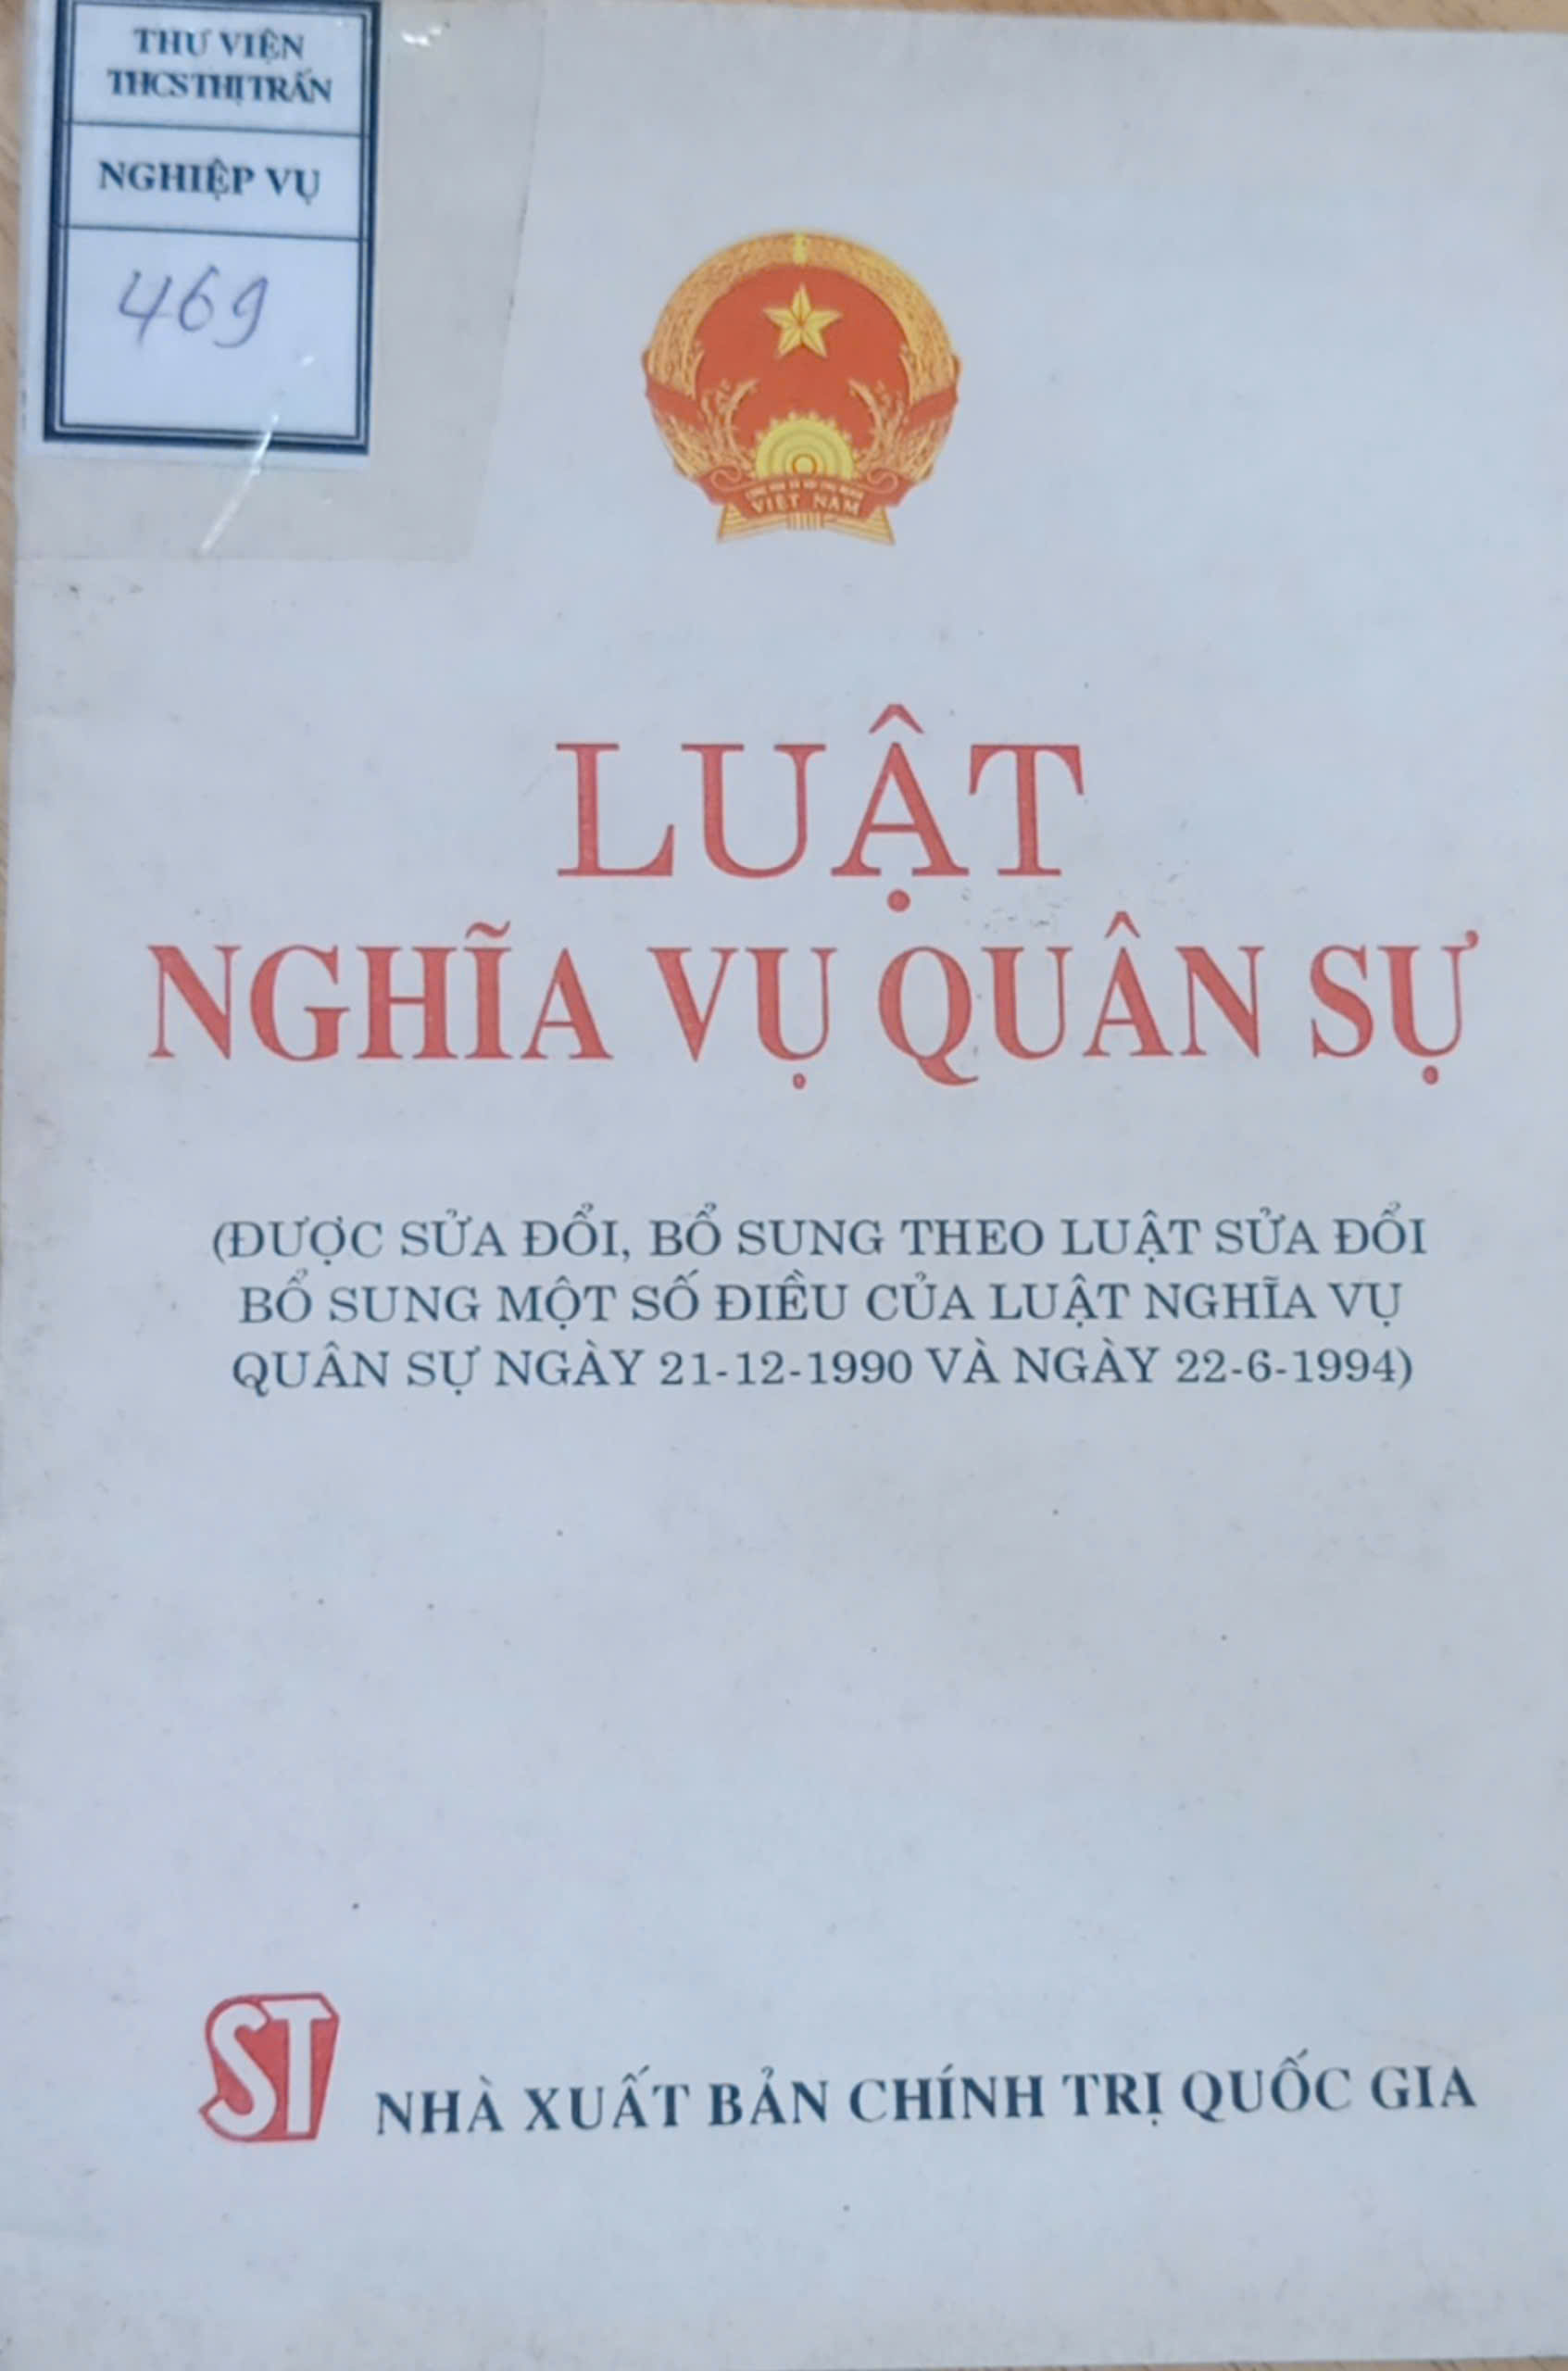 THƯ VIỆN
THCS THỊ TRẤN
NGHIỆP VỤ
469
VIỆT NAM
LUẬT
NGHĨA VỤ QUÂN SỰ
(ĐƯỢC SỬA ĐỔI, BỔ SUNG THEO LUẬT SỬA ĐỔI
BỔ SUNG MỘT SỐ ĐIỀU CỦA LUẬT NGHĨA VỤ
QUÂN SỰ NGÀY 21-12-1990 VÀ NGÀY 22-6-1994)
ST
NHÀ XUẤT BẢN CHÍNH TRỊ QUỐC GIA